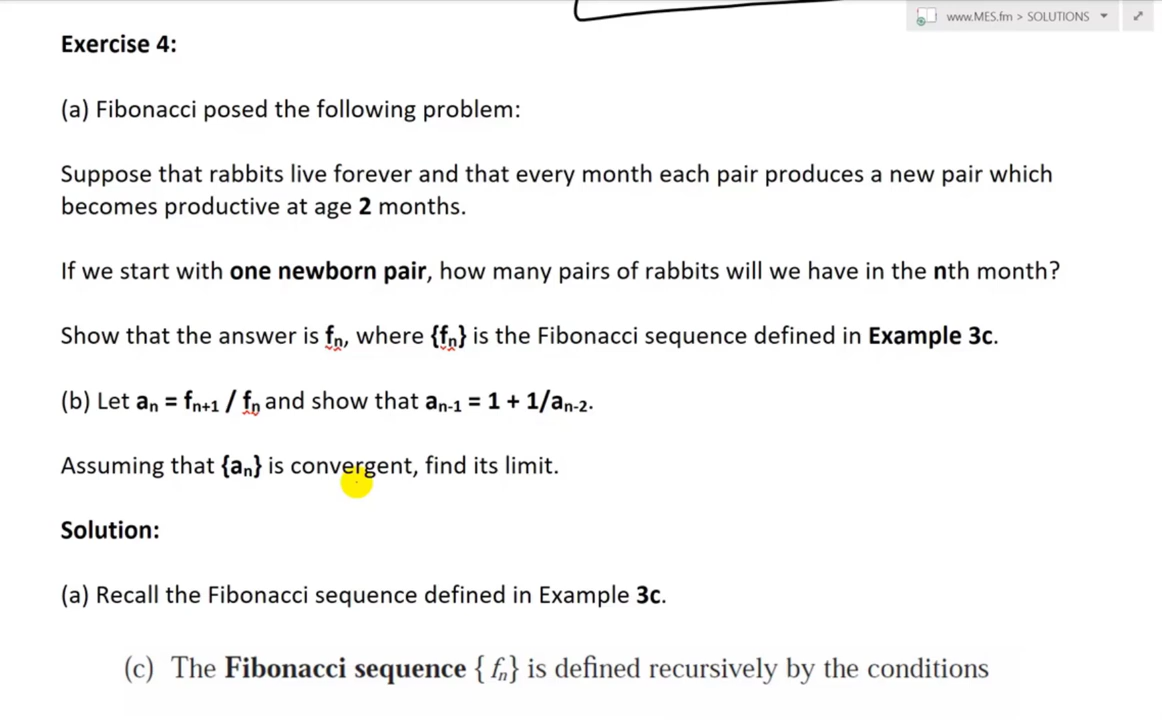 www.MES.fm > SOLUTIONS
Exercise 4:
(a) Fibonacci posed the following problem:
Suppose that rabbits live forever and that every month each pair produces a new pair which
becomes productive at age 2 months.
If we start with one newborn pair, how many pairs of rabbits will we have in the nth month?
Show that the answer is fₙ, where {fₙ} is the Fibonacci sequence defined in Example 3c.
(b) Let aₙ = fₙ₊₁ / fₙ and show that aₙ₋₁ = 1 + 1/aₙ₋₂.
Assuming that {aₙ} is convergent, find its limit.
Solution:
(a) Recall the Fibonacci sequence defined in Example 3c.
(c) The Fibonacci sequence { fₙ} is defined recursively by the conditions